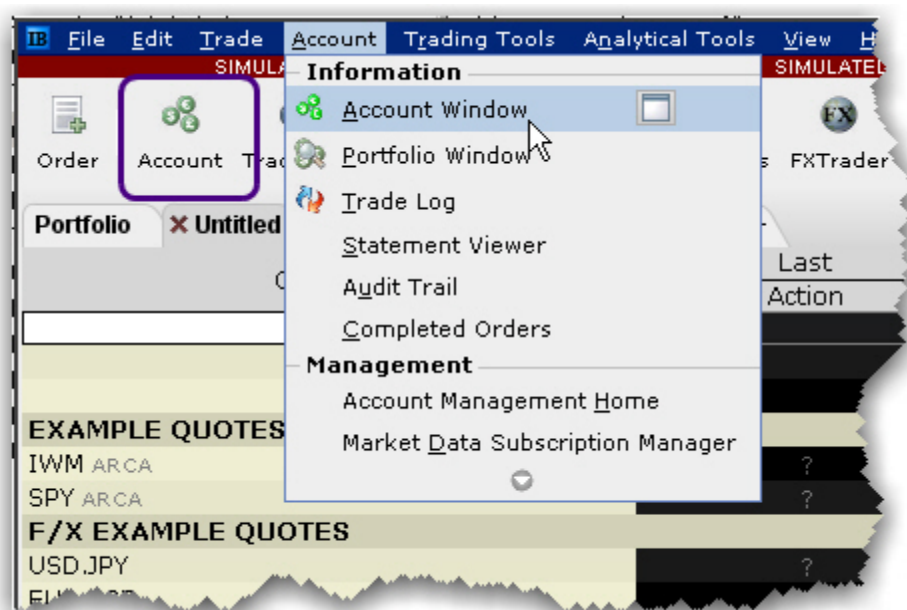 IB File Edit Trade Account Trading Tools Analytical Tools View
Information
Account Window
Portfolio Window
Trade Log
Statement Viewer
Audit Trail
Completed Orders
Management
Account Management Home
Market Data Subscription Manager
Order Account FX FXTrader
Portfolio Untitled
Last
Action
EXAMPLE QUOTES
IWM ARCA ?
SPY ARCA ?
F/X EXAMPLE QUOTES
USD.JPY ?